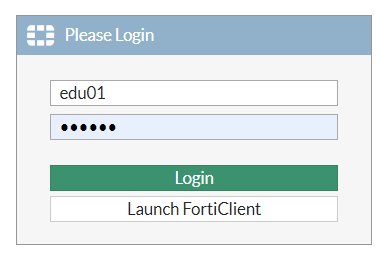 Please Login
edu01
••••••
Login
Launch FortiClient